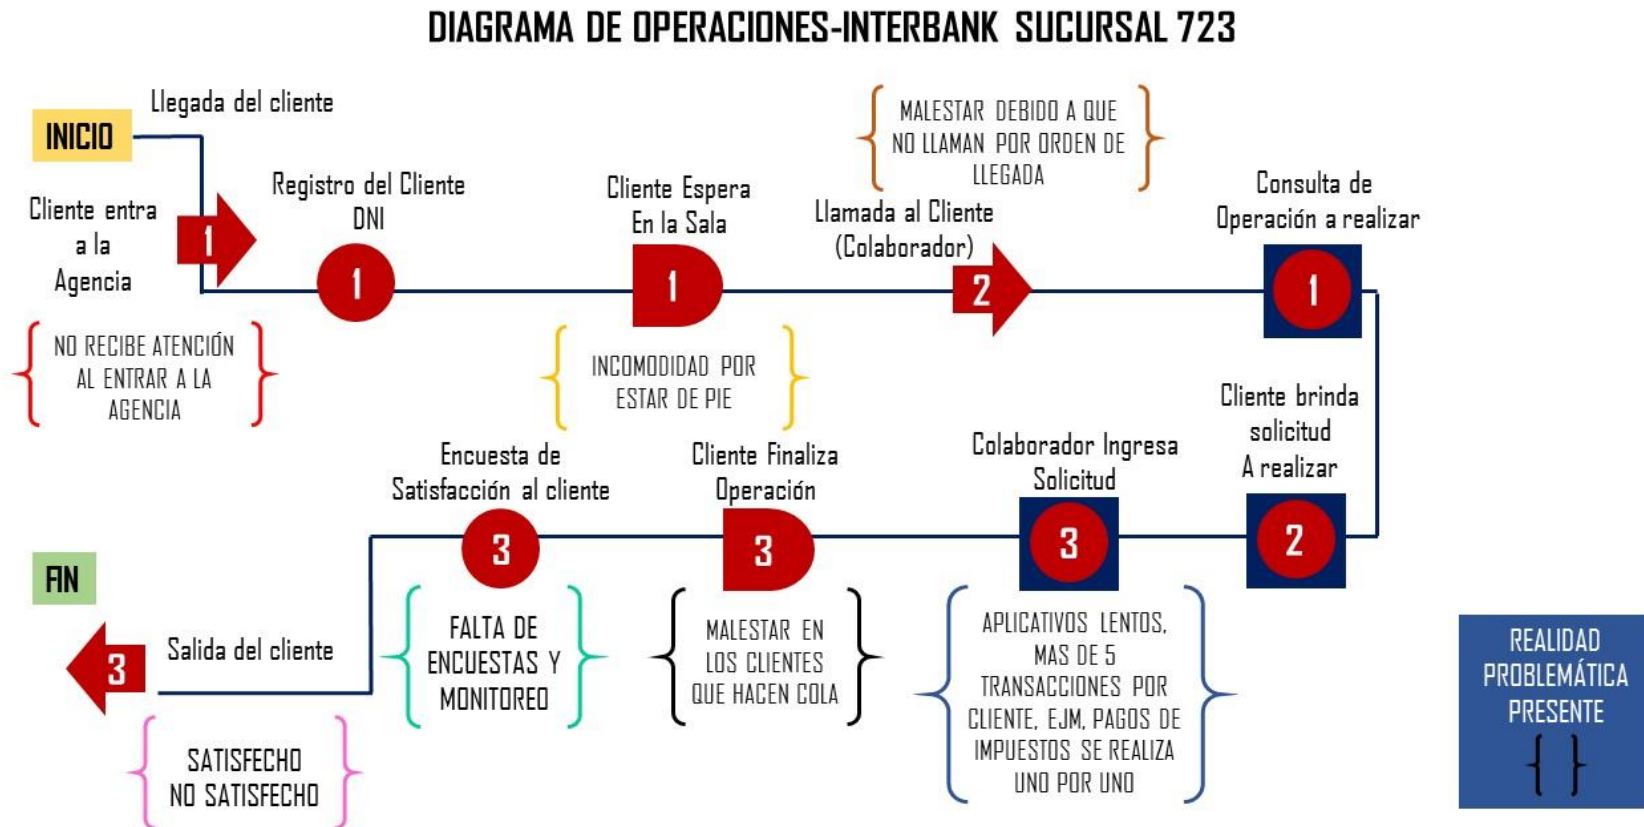 DIAGRAMA DE OPERACIONES-INTERBANK SUCURSAL 723
Llegada del cliente
INICIO
MALESTAR DEBIDO A QUE
NO LLAMAN POR ORDEN DE
LLEGADA
Cliente entra
a la
Agencia
1
Registro del Cliente
DNI
1
Cliente Espera
En la Sala
1
Llamada al Cliente
(Colaborador)
2
Consulta de
Operación a realizar
1
NO RECIBE ATENCIÓN
AL ENTRAR A LA
AGENCIA
INCOMODIDAD POR
ESTAR DE PIE
Cliente brinda
solicitud
A realizar
2
Colaborador Ingresa
Solicitud
3
Cliente Finaliza
Operación
3
Encuesta de
Satisfacción al cliente
3
FIN
Salida del cliente
3
SATISFECHO
NO SATISFECHO
FALTA DE
ENCUESTAS Y
MONITOREO
MALESTAR EN
LOS CLIENTES
QUE HACEN COLA
APLICATIVOS LENTOS,
MAS DE 5
TRANSACCIONES POR
CLIENTE, EJM, PAGOS DE
IMPUESTOS SE REALIZA
UNO POR UNO
REALIDAD
PROBLEMÁTICA
PRESENTE
{ }